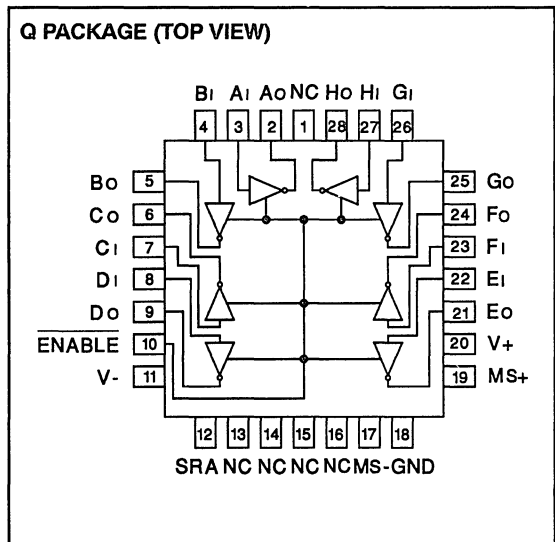 Q PACKAGE (TOP VIEW)
BI AI AO NC HO HI GI
4 3 2 1 28 27 26
BO 5 25 GO
CO 6 24 FO
CI 7 23 FI
DI 8 22 EI
DO 9 21 EO
ENABLE 10 20 V+
V- 11 19 MS+
12 13 14 15 16 17 18
SRA NC NC NC NC MS- GND